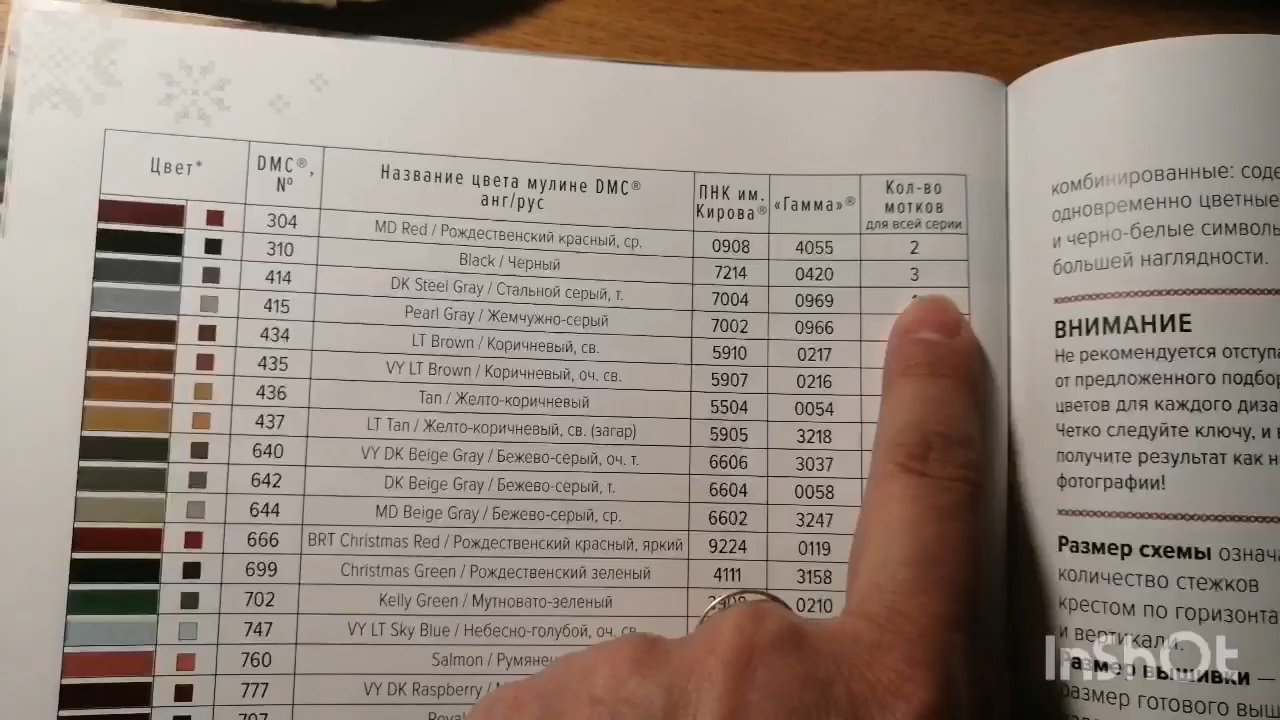 Цвет*
DMC®, №
Название цвета мулине DMC® анг/рус
ПНК им. Кирова®
«Гамма»®
Кол-во мотков для всей серии
304 MD Red / Рождественский красный, ср. 0908 4055 2
310 Black / Черный 7214 0420 3
414 DK Steel Gray / Стальной серый, т. 7004 0969
415 Pearl Gray / Жемчужно-серый 7002 0966
434 LT Brown / Коричневый, св. 5910 0217
435 VY LT Brown / Коричневый, оч. св. 5907 0216
436 Tan / Желто-коричневый 5504 0054
437 LT Tan / Желто-коричневый, св. (загар) 5905 3218
640 VY DK Beige Gray / Бежево-серый, оч. т. 6606 3037
642 DK Beige Gray / Бежево-серый, т. 6604 0058
644 MD Beige Gray / Бежево-серый, ср. 6602 3247
666 BRT Christmas Red / Рождественский красный, яркий 9224 0119
699 Christmas Green / Рождественский зеленый 4111 3158
702 Kelly Green / Мутновато-зеленый 0210
747 VY LT Sky Blue / Небесно-голубой, оч.
760 Salmon /
777 VY DK Raspberry /
комбинированные:
одновременно цветные
и черно-белые
большей наглядности.
ВНИМАНИЕ
Не рекомендуется
от предложенного
цветов для каждого
Четко следуйте ключу, и
получите результат как
фотографии!
Размер схемы
количество стежков
крестом по
и вертикали.
Размер вышивки —
размер готового
InShOt